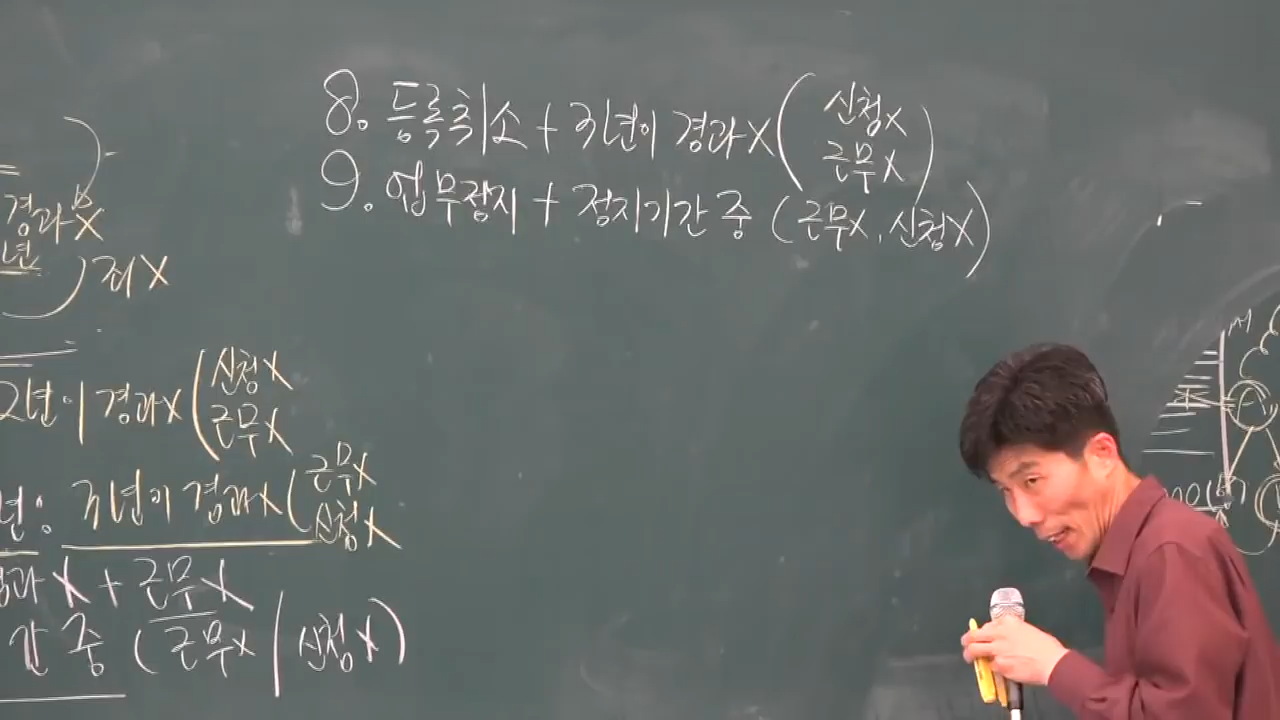 8. 등록취소 + 3년이 경과X (신청X
근무X)
9. 업무정지 + 정지기간 중 (근무X, 신청X)
경과X
년
) 죄X
2년이 경과X (신청X
근무X
년: 3년이 경과X (근무X
신청X
경과X + 근무X
간 중 (근무X | 신청X)